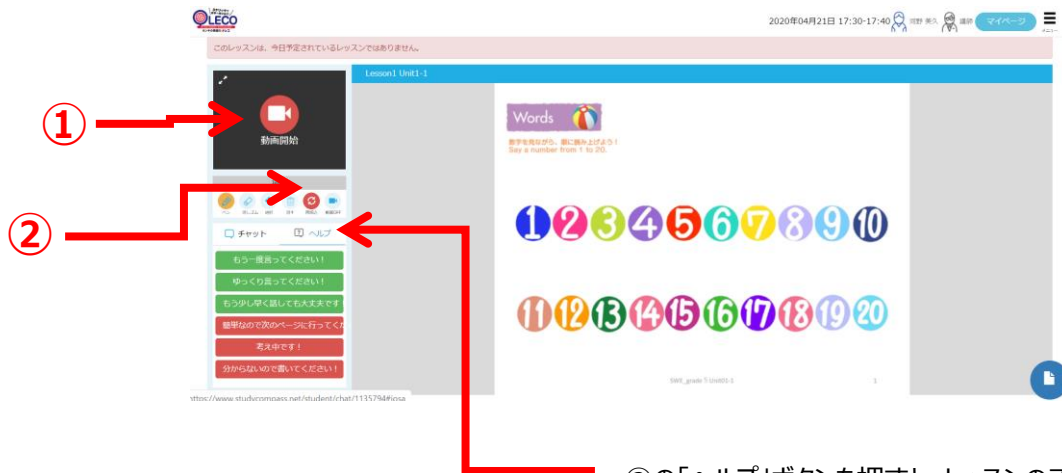 OLECO
2020年04月21日 17:30-17:40
講師
マイページ
このレッスンは、今日予定されているレッスンではありません。
Lesson1 Unit1-1
①
動画開始
②
チャット
ヘルプ
もう一度言ってください！
ゆっくり言ってください！
もう少し早く話しても大丈夫です
簡単なので次のページに行ってくだ
考え中です！
分からないので書いてください！
Words
数字を見ながら、順に読み上げよう！
Say a number from 1 to 20.
1 2 3 4 5 6 7 8 9 10
11 12 13 14 15 16 17 18 19 20
SWE_grade 5 Unit01-1
1
https://www.studycompass.net/student/chat/1135794#josa